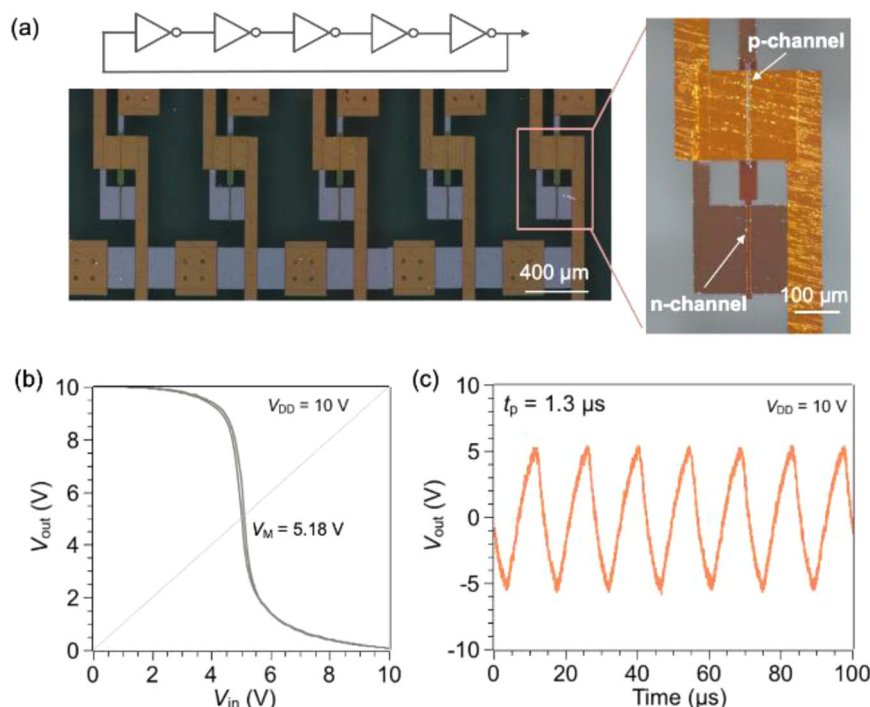 (a)
p-channel
400 µm
n-channel
100 µm
(b)
10
8
6
4
2
0
V_DD = 10 V
V_M = 5.18 V
V_out (V)
0 2 4 6 8 10
V_in (V)
(c)
10
5
0
-5
-10
t_p = 1.3 µs
V_DD = 10 V
V_out (V)
0 20 40 60 80 100
Time (µs)